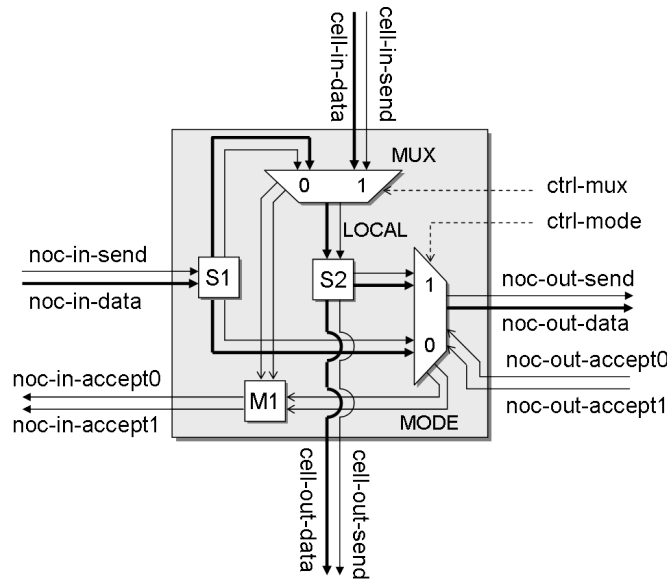 cell-in-data
cell-in-send
MUX
0
1
ctrl-mux
LOCAL
ctrl-mode
noc-in-send
S1
S2
1
noc-out-send
noc-in-data
noc-out-data
0
noc-out-accept0
noc-in-accept0
M1
noc-out-accept1
noc-in-accept1
MODE
cell-out-data
cell-out-send